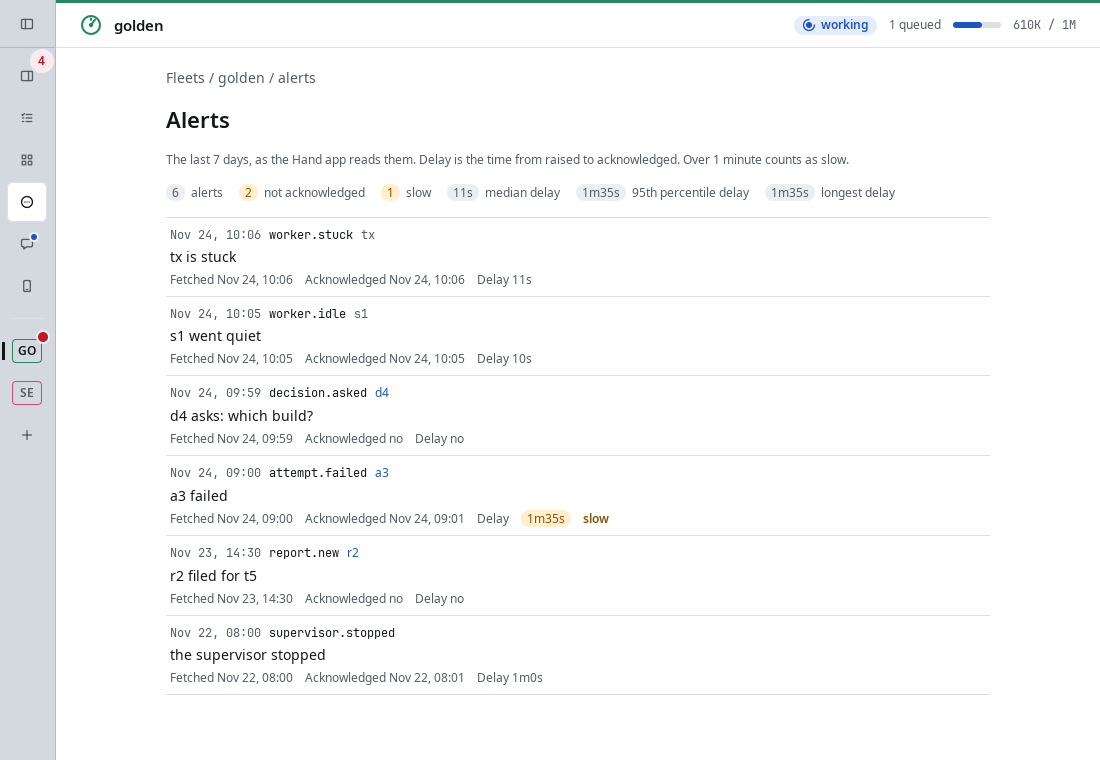 golden
working
1 queued
610K / 1M
4
GO
SE
Fleets / golden / alerts
Alerts
The last 7 days, as the Hand app reads them. Delay is the time from raised to acknowledged. Over 1 minute counts as slow.
6 alerts 2 not acknowledged 1 slow 11s median delay 1m35s 95th percentile delay 1m35s longest delay
Nov 24, 10:06 worker.stuck tx
tx is stuck
Fetched Nov 24, 10:06 Acknowledged Nov 24, 10:06 Delay 11s
Nov 24, 10:05 worker.idle s1
s1 went quiet
Fetched Nov 24, 10:05 Acknowledged Nov 24, 10:05 Delay 10s
Nov 24, 09:59 decision.asked d4
d4 asks: which build?
Fetched Nov 24, 09:59 Acknowledged no Delay no
Nov 24, 09:00 attempt.failed a3
a3 failed
Fetched Nov 24, 09:00 Acknowledged Nov 24, 09:01 Delay 1m35s slow
Nov 23, 14:30 report.new r2
r2 filed for t5
Fetched Nov 23, 14:30 Acknowledged no Delay no
Nov 22, 08:00 supervisor.stopped
the supervisor stopped
Fetched Nov 22, 08:00 Acknowledged Nov 22, 08:01 Delay 1m0s